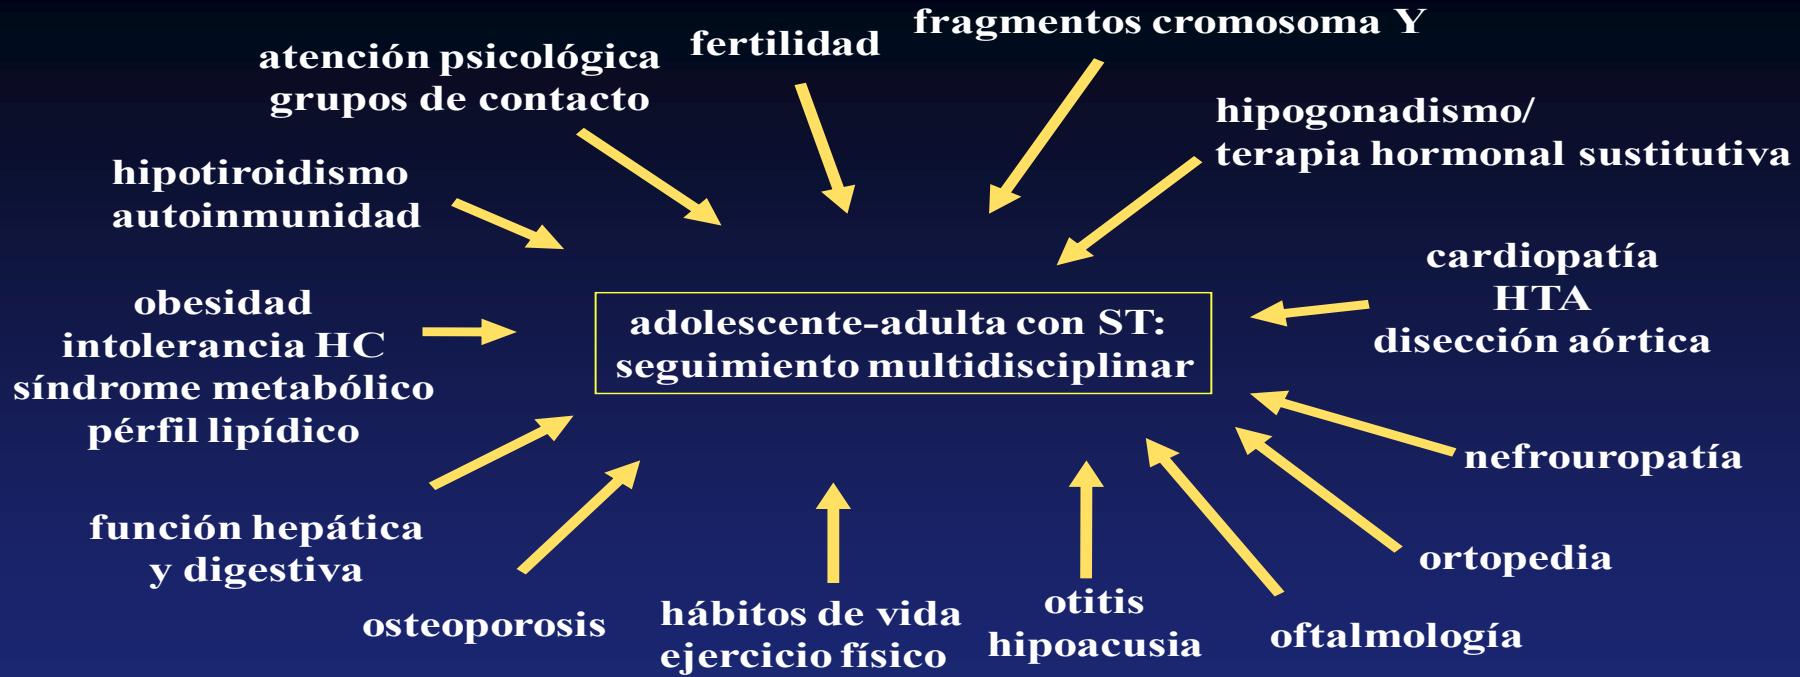 fragmentos cromosoma Y
fertilidad
atención psicológica
grupos de contacto
hipogonadismo/
terapia hormonal sustitutiva
hipotiroidismo
autoinmunidad
cardiopatía
HTA
disección aórtica
obesidad
intolerancia HC
síndrome metabólico
pérfil lipídico
adolescente-adulta con ST:
seguimiento multidisciplinar
nefrouropatía
función hepática
y digestiva
ortopedia
osteoporosis
hábitos de vida
ejercicio físico
otitis
hipoacusia
oftalmología